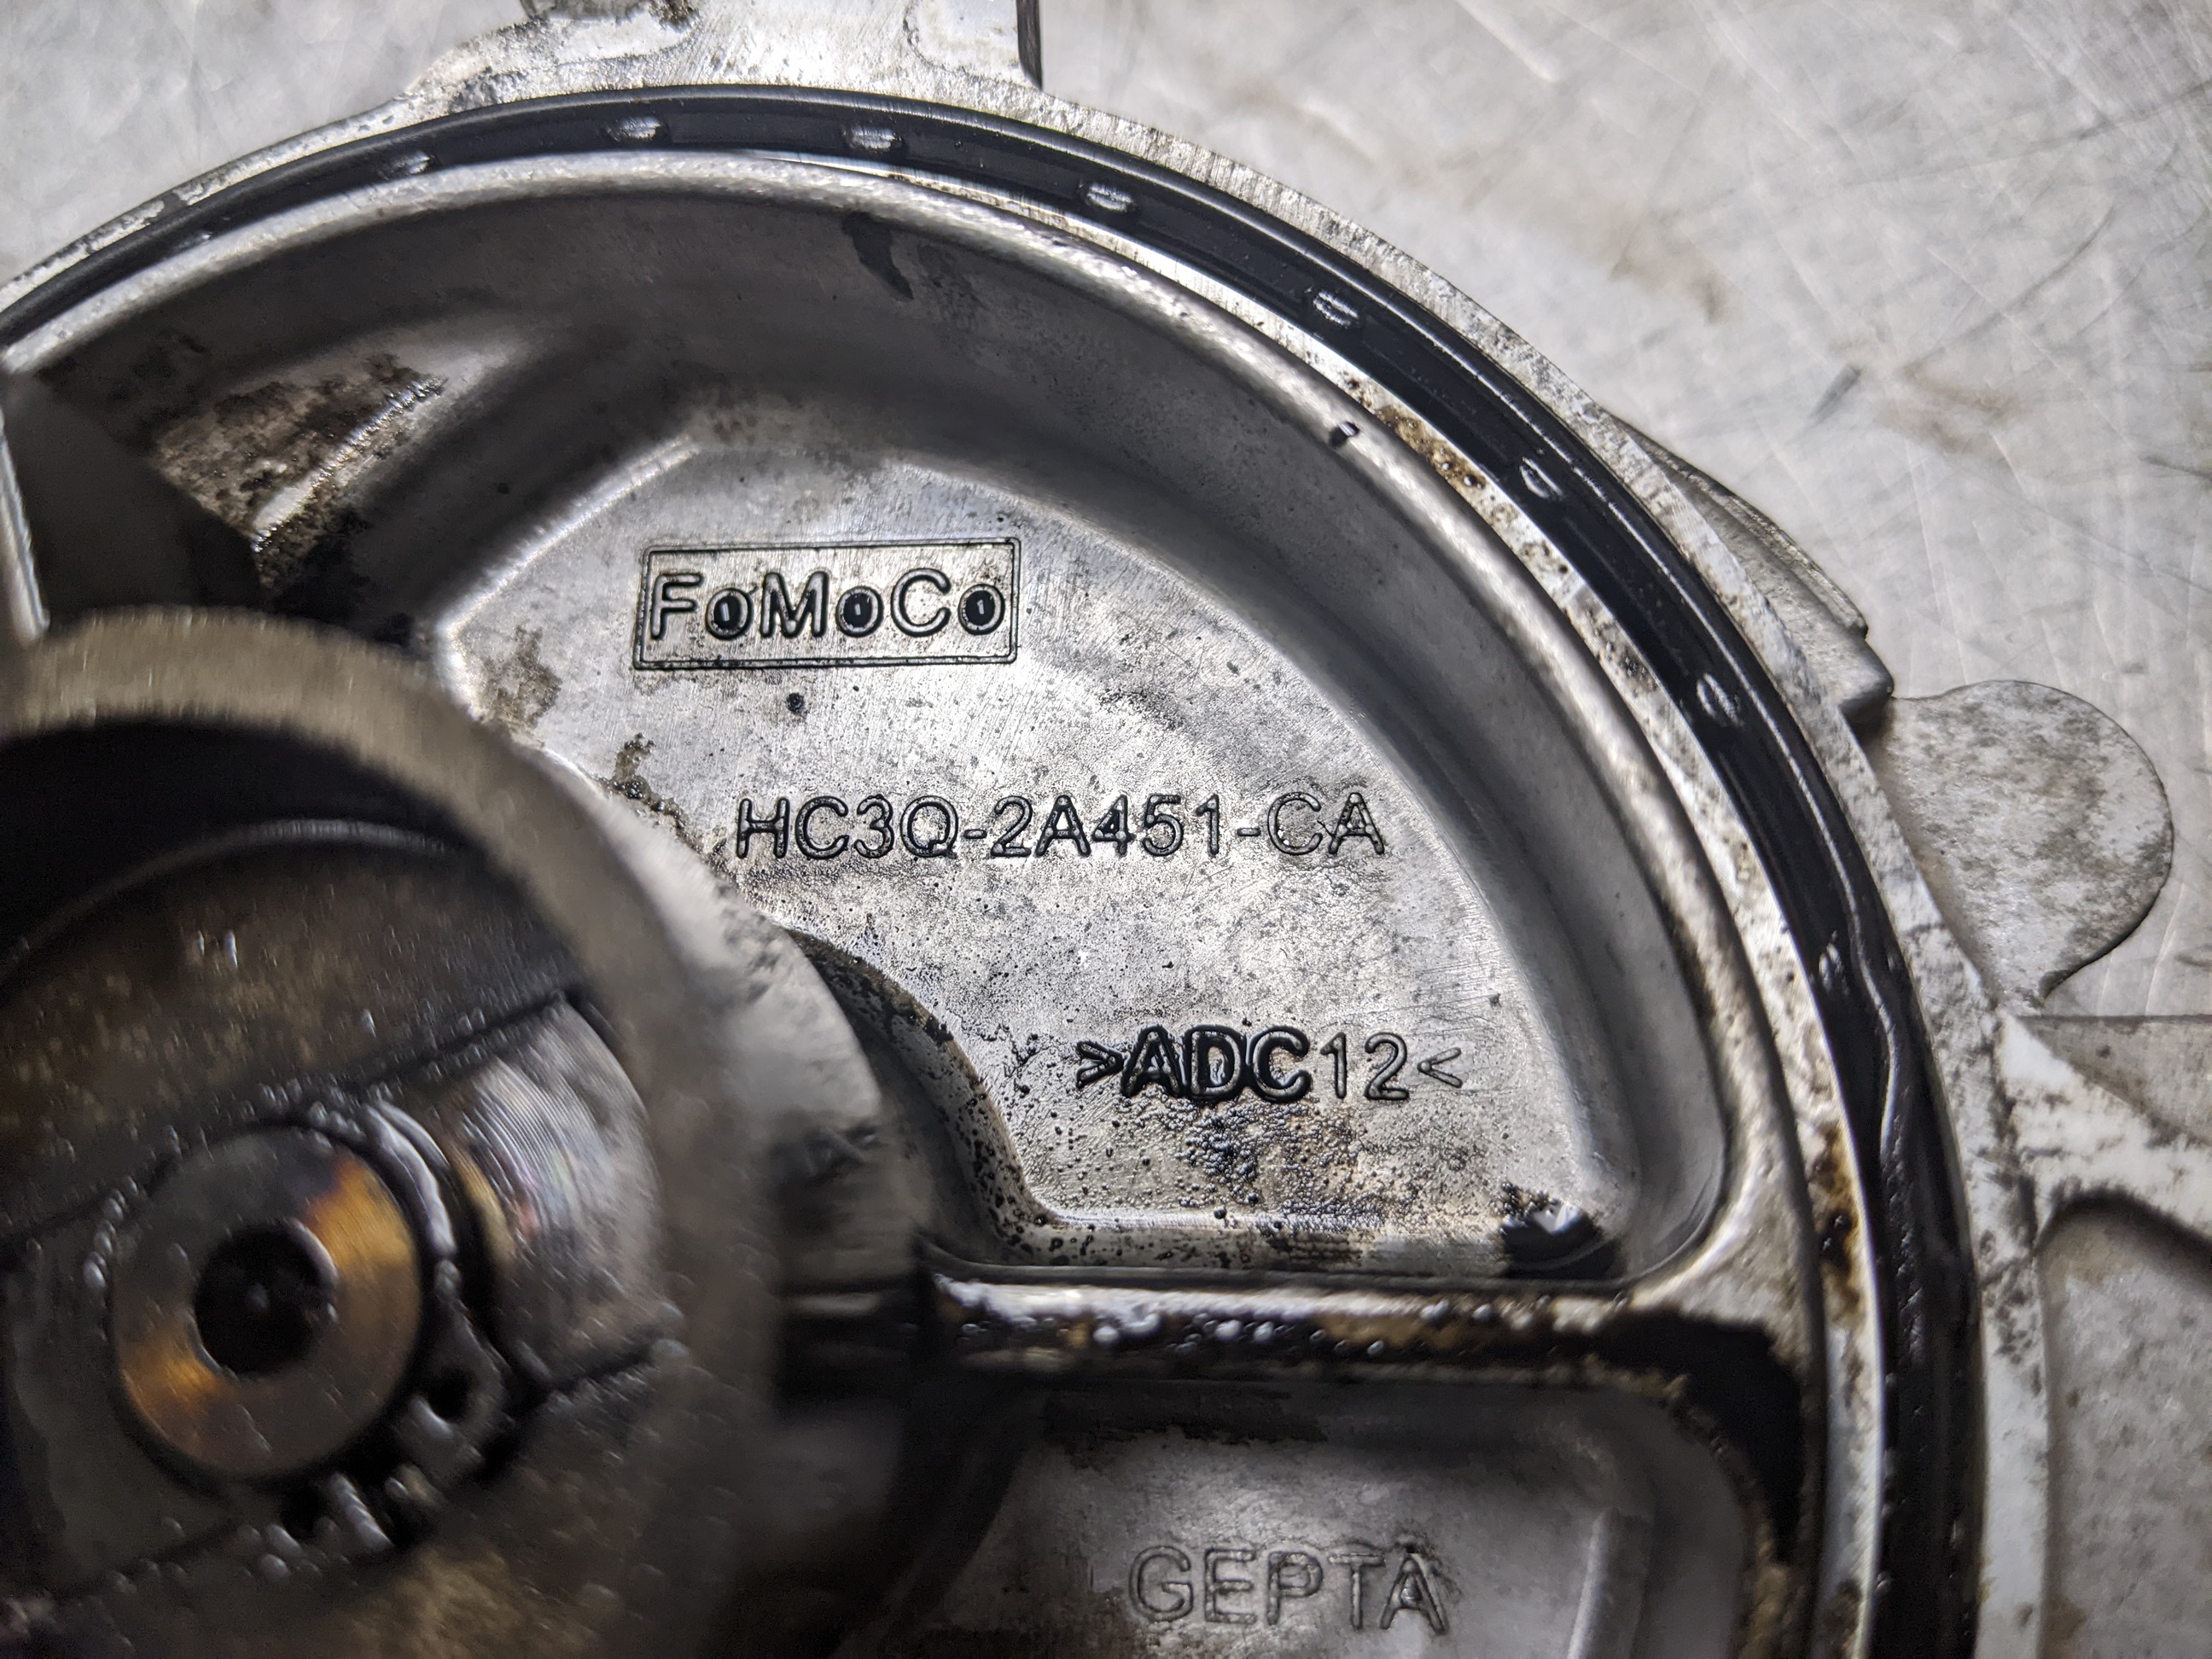 FoMoCo
HC3Q-2A451-CA
>ADC12<
GEPTA